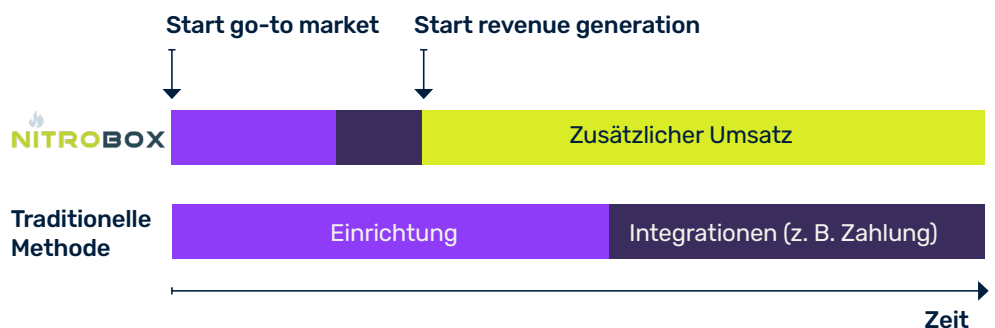 Start go-to market Start revenue generation
NITROBOX
Zusätzlicher Umsatz
Traditionelle
Methode
Einrichtung
Integrationen (z. B. Zahlung)
Zeit